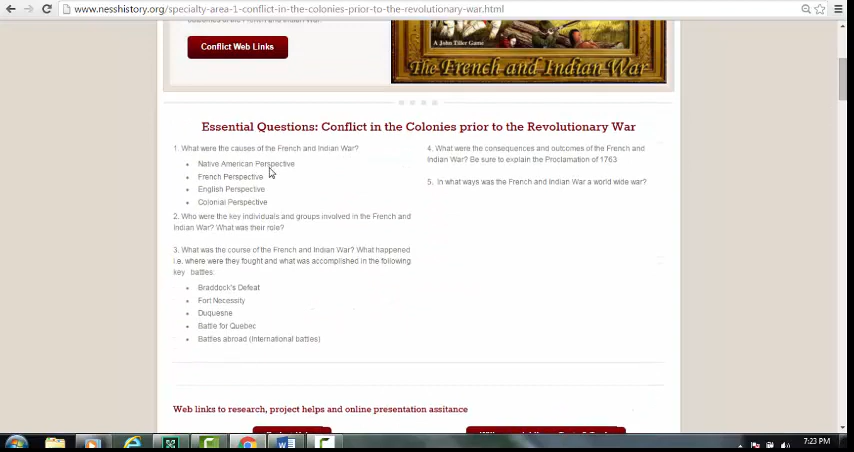 www.nesshistory.org/specialty-area-1-conflict-in-the-colonies-prior-to-the-revolutionary-war.html
Conflict Web Links
A John Tiller Game
The French and Indian War
Essential Questions: Conflict in the Colonies prior to the Revolutionary War
1. What were the causes of the French and Indian War?
Native American Perspective
French Perspective
English Perspective
Colonial Perspective
2. Who were the key individuals and groups involved in the French and
Indian War? What was their role?
3. What was the course of the French and Indian War? What happened
i.e. where were they fought and what was accomplished in the following
key battles:
Braddock's Defeat
Fort Necessity
Duquesne
Battle for Quebec
Battles abroad (International battles)
4. What were the consequences and outcomes of the French and
Indian War? Be sure to explain the Proclamation of 1763
5. In what ways was the French and Indian War a world wide war?
Web links to research, project helps and online presentation assitance
7:23 PM